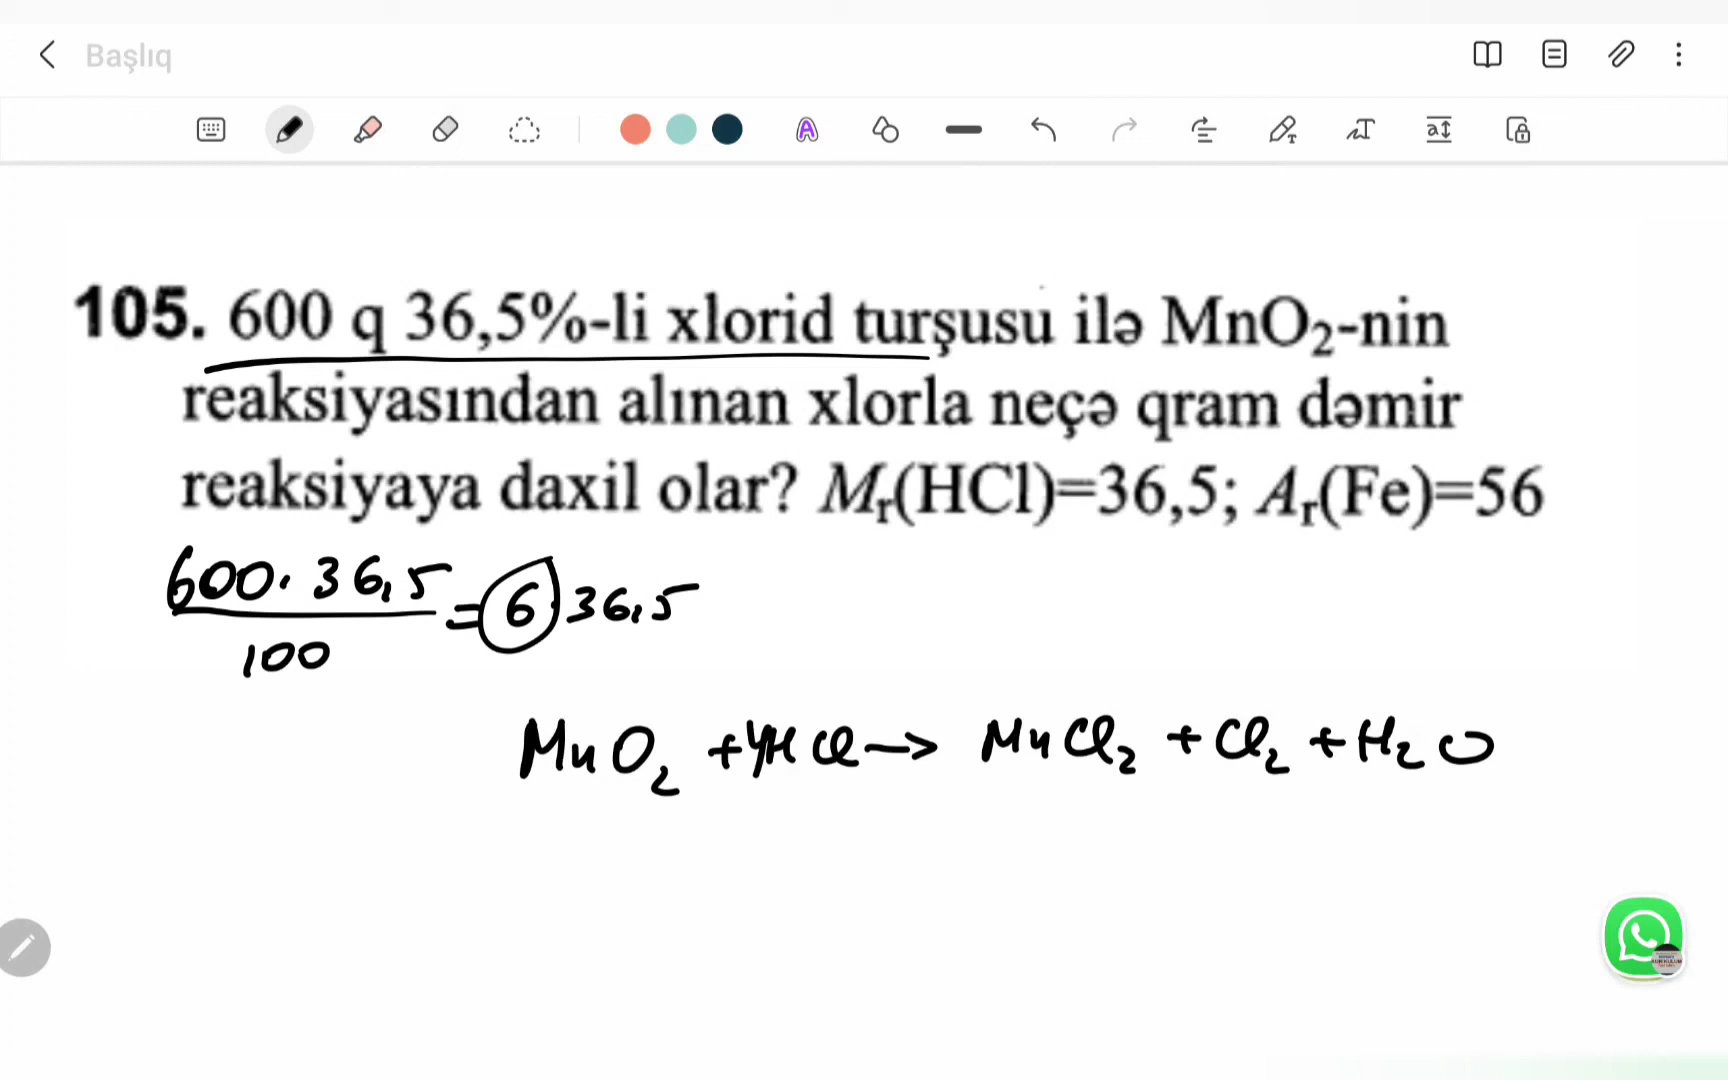 Başlıq
105. 600 q 36,5%-li xlorid turşusu ilə MnO₂-nin
reaksiyasından alınan xlorla neçə qram dəmir
reaksiyaya daxil olar? Mᵣ(HCl)=36,5; Aᵣ(Fe)=56
600 · 36,5
= 6 · 36,5
100
MnO₂ + 4HCl → MnCl₂ + Cl₂ + H₂O